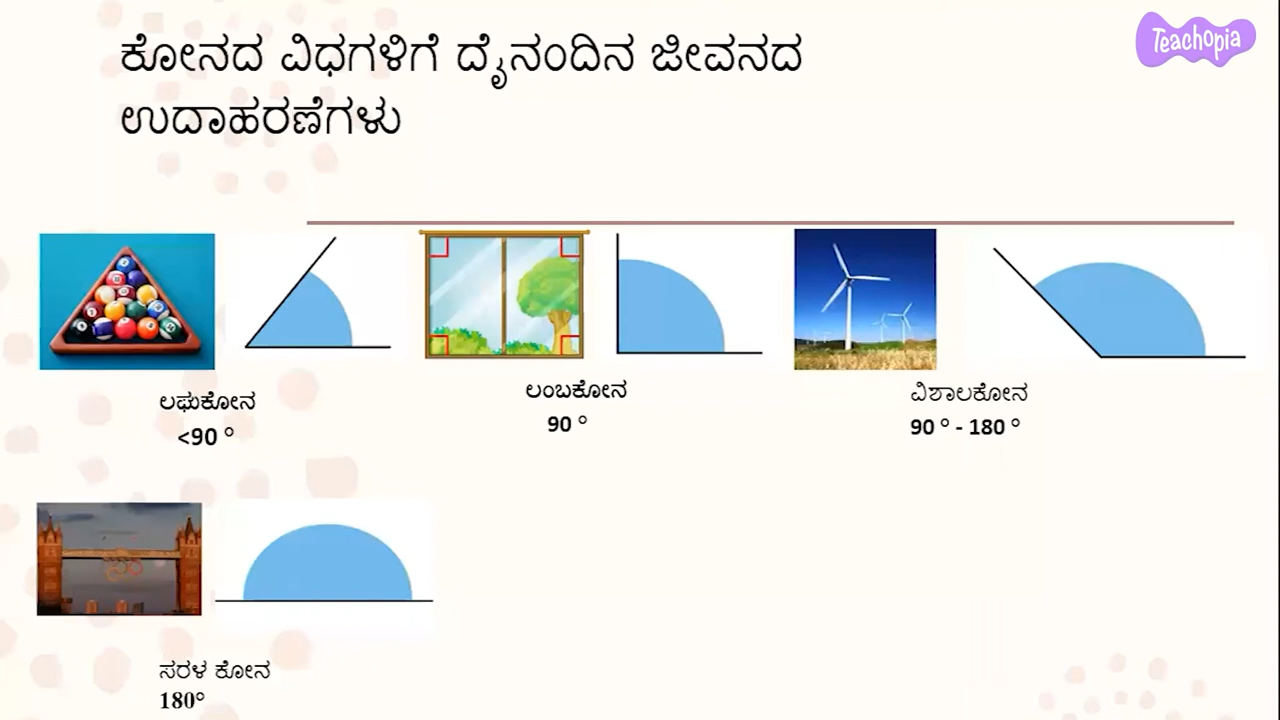 ಕೋನದ ವಿಧಗಳಿಗೆ ದೈನಂದಿನ ಜೀವನದ
ಉದಾಹರಣೆಗಳು
Teachopia
ಲಘುಕೋನ
<90 °
ಲಂಬಕೋನ
90 °
ವಿಶಾಲಕೋನ
90 ° - 180 °
ಸರಳ ಕೋನ
180°